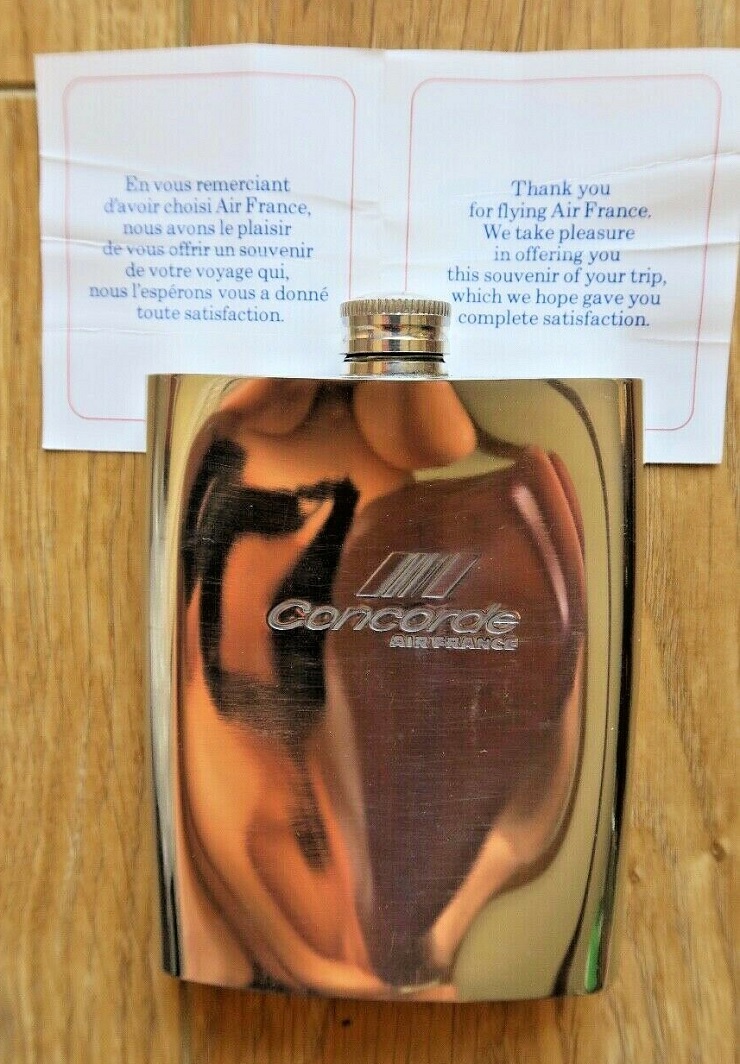 En vous remerciant
d'avoir choisi Air France,
nous avons le plaisir
de vous offrir un souvenir
de votre voyage qui,
nous l'espérons vous a donné
toute satisfaction.
Thank you
for flying Air France.
We take pleasure
in offering you
this souvenir of your trip,
which we hope gave you
complete satisfaction.
Concorde
AIR FRANCE